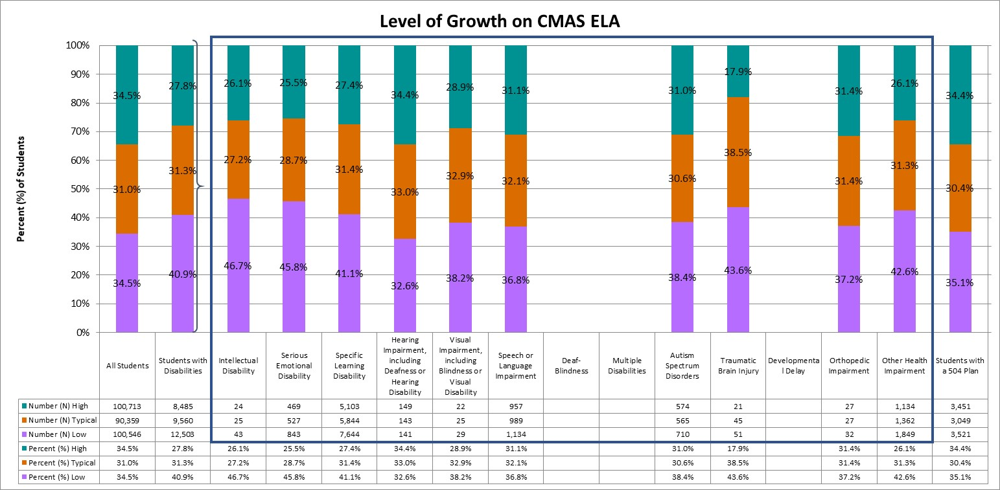 Level of Growth on CMAS ELA
Percent (%) of Students
100%
90%
80%
70%
60%
50%
40%
30%
20%
10%
0%
34.5% 27.8% 26.1% 25.5% 27.4% 34.4% 28.9% 31.1% 31.0% 17.9% 31.4% 26.1% 34.4%
31.0% 31.3% 27.2% 28.7% 31.4% 33.0% 32.9% 32.1% 30.6% 38.5% 31.4% 31.3% 30.4%
34.5% 40.9% 46.7% 45.8% 41.1% 32.6% 38.2% 36.8% 38.4% 43.6% 37.2% 42.6% 35.1%
All Students
Students with
Disabilities
Intellectual
Disability
Serious
Emotional
Disability
Specific
Learning
Disability
Hearing
Impairment,
including
Deafness or
Hearing
Disability
Visual
Impairment,
including
Blindness or
Visual
Disability
Speech or
Language
Impairment
Deaf-
Blindness
Multiple
Disabilities
Autism
Spectrum
Disorders
Traumatic
Brain Injury
Developmenta
l Delay
Orthopedic
Impairment
Other Health
Impairment
Students with
a 504 Plan
Number (N) High 100,713 8,485 24 469 5,103 149 22 957 574 21 27 1,134 3,451
Number (N) Typical 90,359 9,560 25 527 5,844 143 25 989 565 45 27 1,362 3,049
Number (N) Low 100,546 12,503 43 843 7,644 141 29 1,134 710 51 32 1,849 3,521
Percent (%) High 34.5% 27.8% 26.1% 25.5% 27.4% 34.4% 28.9% 31.1% 31.0% 17.9% 31.4% 26.1% 34.4%
Percent (%) Typical 31.0% 31.3% 27.2% 28.7% 31.4% 33.0% 32.9% 32.1% 30.6% 38.5% 31.4% 31.3% 30.4%
Percent (%) Low 34.5% 40.9% 46.7% 45.8% 41.1% 32.6% 38.2% 36.8% 38.4% 43.6% 37.2% 42.6% 35.1%